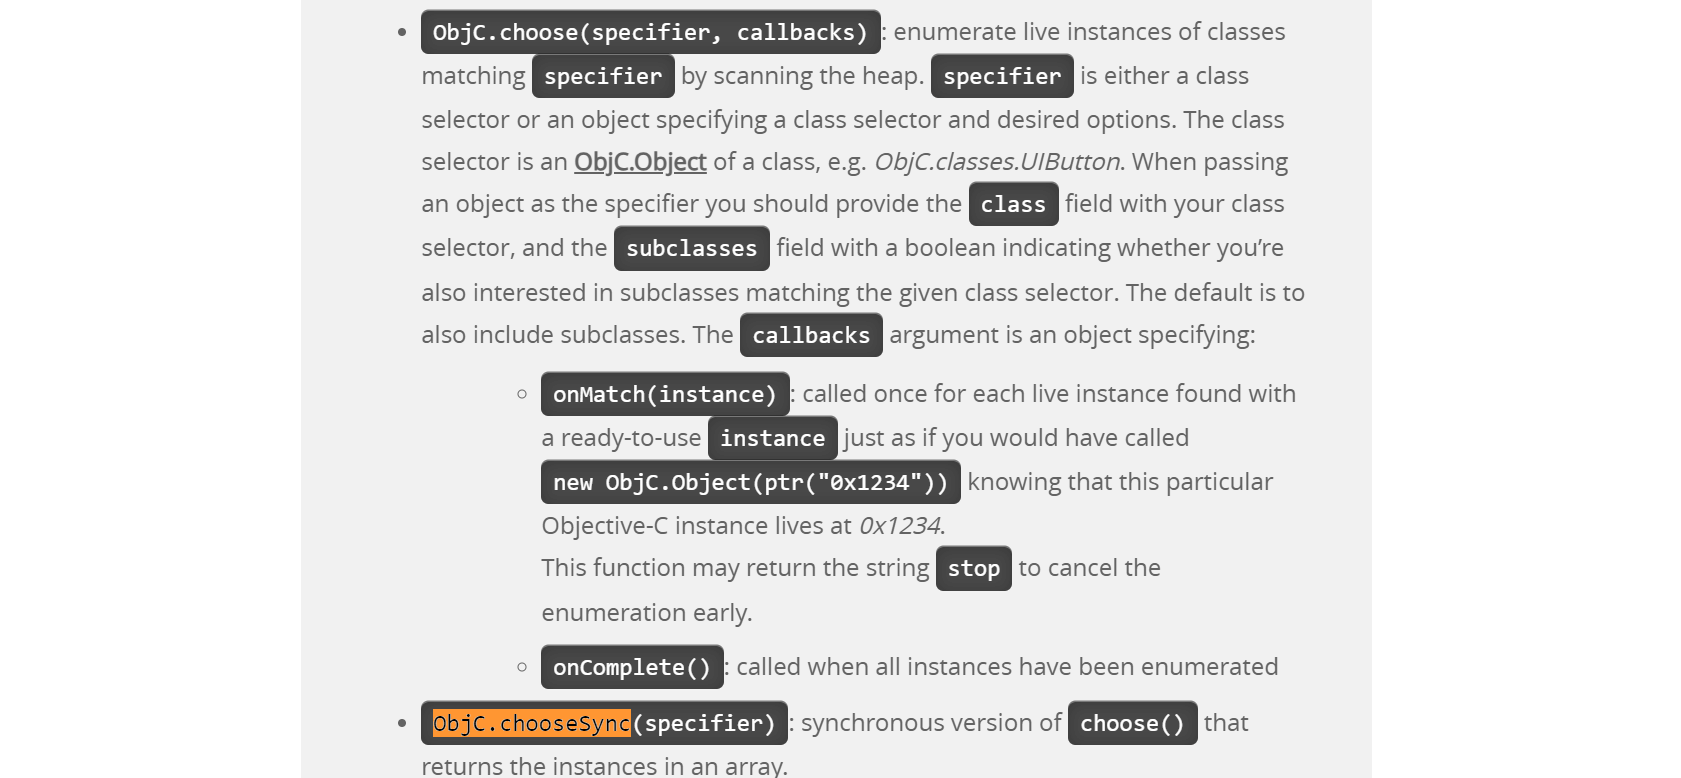 ObjC.choose(specifier, callbacks): enumerate live instances of classes
matching specifier by scanning the heap. specifier is either a class
selector or an object specifying a class selector and desired options. The class
selector is an ObjC.Object of a class, e.g. ObjC.classes.UIButton. When passing
an object as the specifier you should provide the class field with your class
selector, and the subclasses field with a boolean indicating whether you’re
also interested in subclasses matching the given class selector. The default is to
also include subclasses. The callbacks argument is an object specifying:
onMatch(instance): called once for each live instance found with
a ready-to-use instance just as if you would have called
new ObjC.Object(ptr("0x1234")) knowing that this particular
Objective-C instance lives at 0x1234.
This function may return the string stop to cancel the
enumeration early.
onComplete(): called when all instances have been enumerated
ObjC.chooseSync(specifier): synchronous version of choose() that
returns the instances in an array.